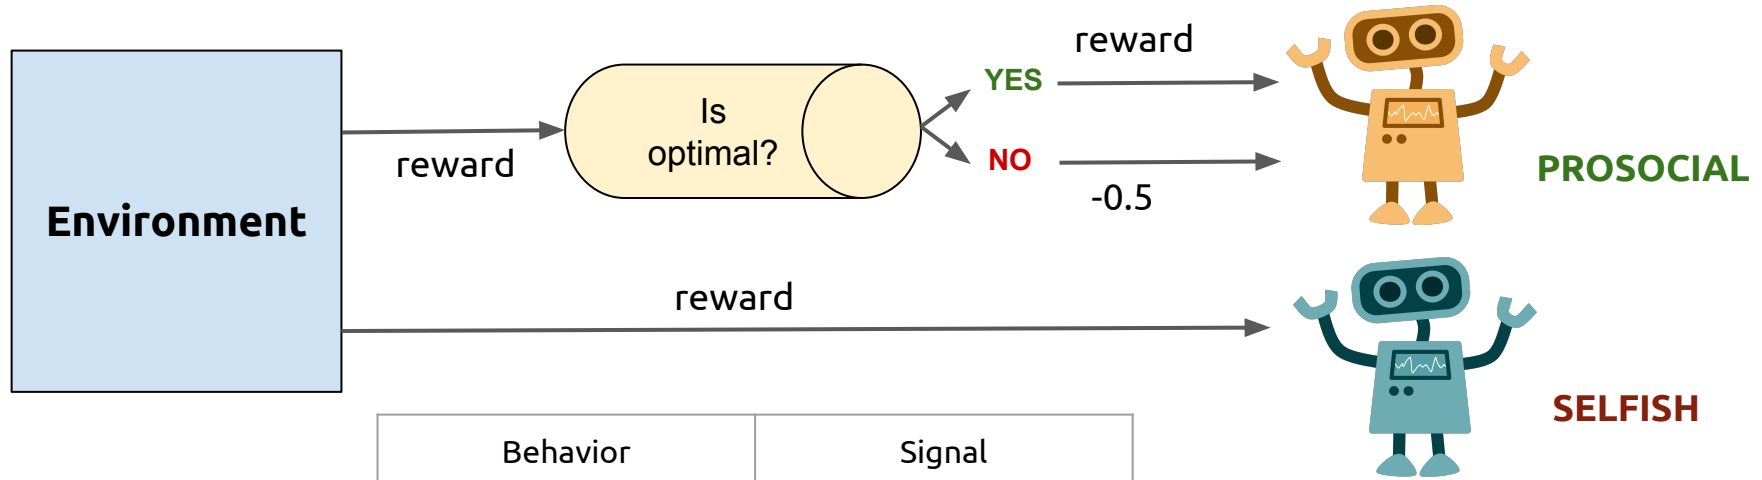 reward
YES
Is
optimal?
reward
NO
PROSOCIAL
-0.5
Environment
reward
SELFISH
Behavior
Signal